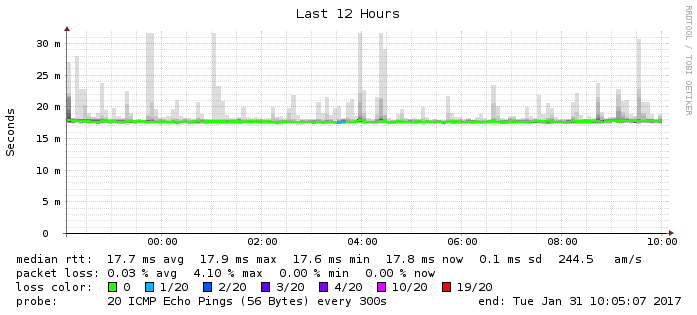 Last 12 Hours
RRDTOOL / TOBI OETIKER
Seconds
30 m
25 m
20 m
15 m
10 m
5 m
0
00:00 02:00 04:00 06:00 08:00 10:00
median rtt: 17.7 ms avg 17.9 ms max 17.6 ms min 17.8 ms now 0.1 ms sd 244.5 am/s
packet loss: 0.03 % avg 4.10 % max 0.00 % min 0.00 % now
loss color: 0 1/20 2/20 3/20 4/20 10/20 19/20
probe: 20 ICMP Echo Pings (56 Bytes) every 300s end: Tue Jan 31 10:05:07 2017